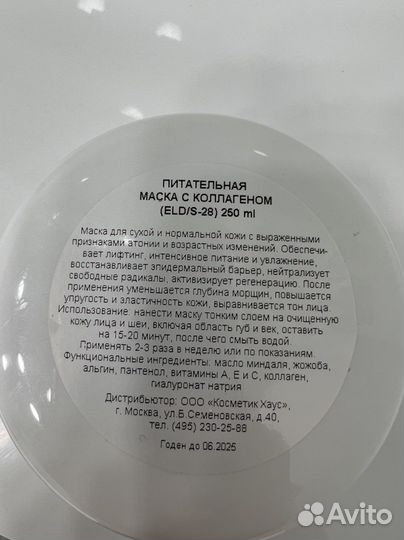 ПИТАТЕЛЬНАЯ
МАСКА С КОЛЛАГЕНОМ
(ELD/S-28) 250 ml
Маска для сухой и нормальной кожи с выраженными
признаками атонии и возрастных изменений. Обеспечи-
вает лифтинг, интенсивное питание и увлажнение,
восстанавливает эпидермальный барьер, нейтрализует
свободные радикалы, активизирует регенерацию. После
применения уменьшается глубина морщин, повышается
упругость и эластичность кожи, выравнивается тон лица.
Использование: нанести маску тонким слоем на очищенную
кожу лица и шеи, включая область губ и век, оставить
на 15-20 минут, после чего смыть водой.
Применять 2-3 раза в неделю или по показаниям.
Функциональные ингредиенты: масло миндаля, жожоба,
альгин, пантенол, витамины А, Е и С, коллаген,
гиалуронат натрия
Дистрибьютор: ООО «Косметик Хаус»,
г. Москва, ул.Б.Семеновская, д.40,
тел. (495) 230-25-88
Годен до 06.2025
Avito